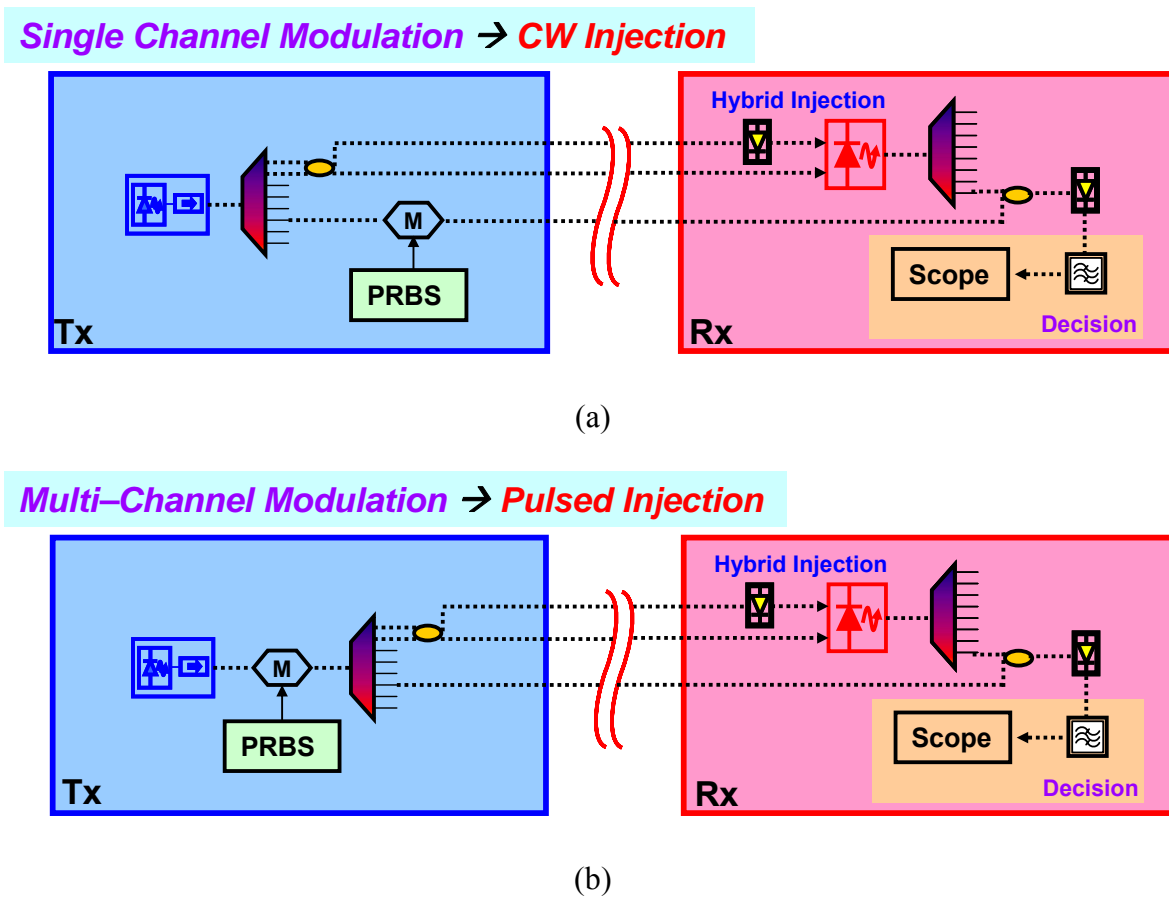 Single Channel Modulation → CW Injection
Hybrid Injection
M
PRBS
Scope
Decision
Tx
Rx
(a)
Multi–Channel Modulation → Pulsed Injection
Hybrid Injection
M
PRBS
Scope
Decision
Tx
Rx
(b)